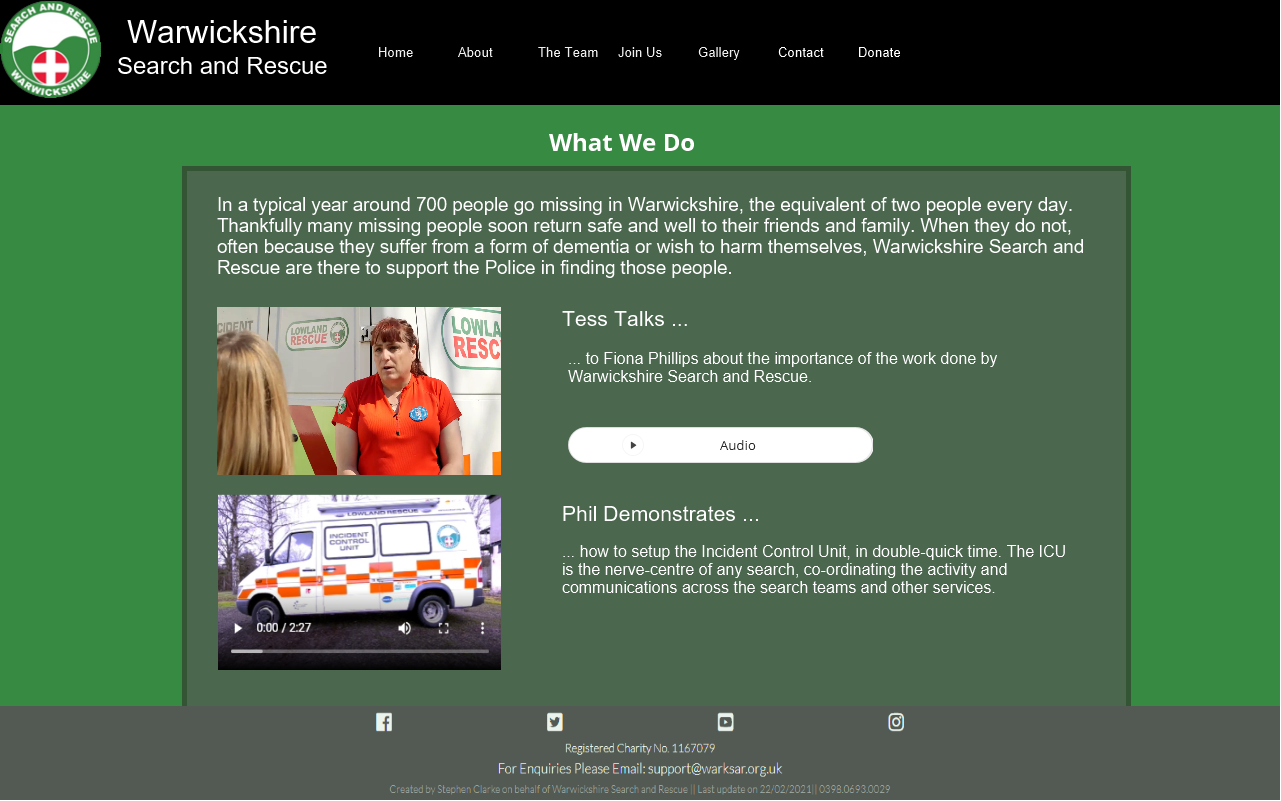 SEARCH AND RESCUE
WARWICKSHIRE
Warwickshire
Search and Rescue
Home About The Team Join Us Gallery Contact Donate
What We Do
In a typical year around 700 people go missing in Warwickshire, the equivalent of two people every day.
Thankfully many missing people soon return safe and well to their friends and family. When they do not,
often because they suffer from a form of dementia or wish to harm themselves, Warwickshire Search and
Rescue are there to support the Police in finding those people.
CIDENT
LOWLAND
RESCUE
LOWLA
RESC
Tess Talks ...
... to Fiona Phillips about the importance of the work done by
Warwickshire Search and Rescue.
Audio
LOWLAND RESCUE
INCIDENT
CONTROL
UNIT
0:00 / 2:27
Phil Demonstrates ...
... how to setup the Incident Control Unit, in double-quick time. The ICU
is the nerve-centre of any search, co-ordinating the activity and
communications across the search teams and other services.
Registered Charity No. 1167079
For Enquiries Please Email: support@warksar.org.uk
Created by Stephen Clarke on behalf of Warwickshire Search and Rescue || Last update on 22/02/2021|| 0398.0693.0029